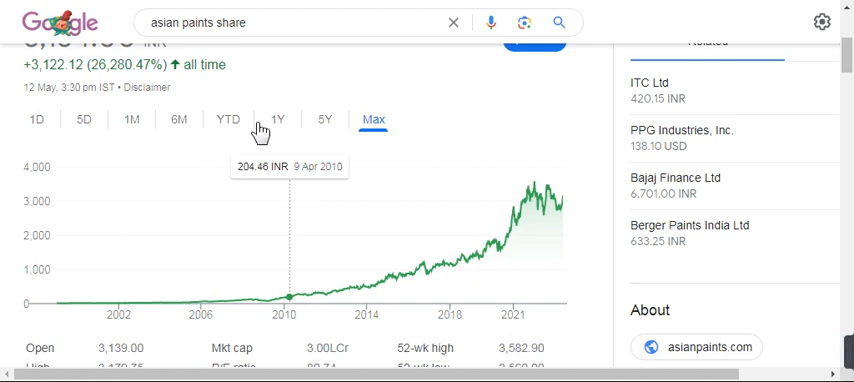 Google
asian paints share
INR
+3,122.12 (26,280.47%) ↑ all time
12 May, 3:30 pm IST • Disclaimer
1D 5D 1M 6M YTD 1Y 5Y Max
204.46 INR 9 Apr 2010
4,000
3,000
2,000
1,000
0
2002 2006 2010 2014 2018 2021
Open 3,139.00 Mkt cap 3.00LCr 52-wk high 3,582.90
Related
ITC Ltd
420.15 INR
PPG Industries, Inc.
138.10 USD
Bajaj Finance Ltd
6,701.00 INR
Berger Paints India Ltd
633.25 INR
About
asianpaints.com